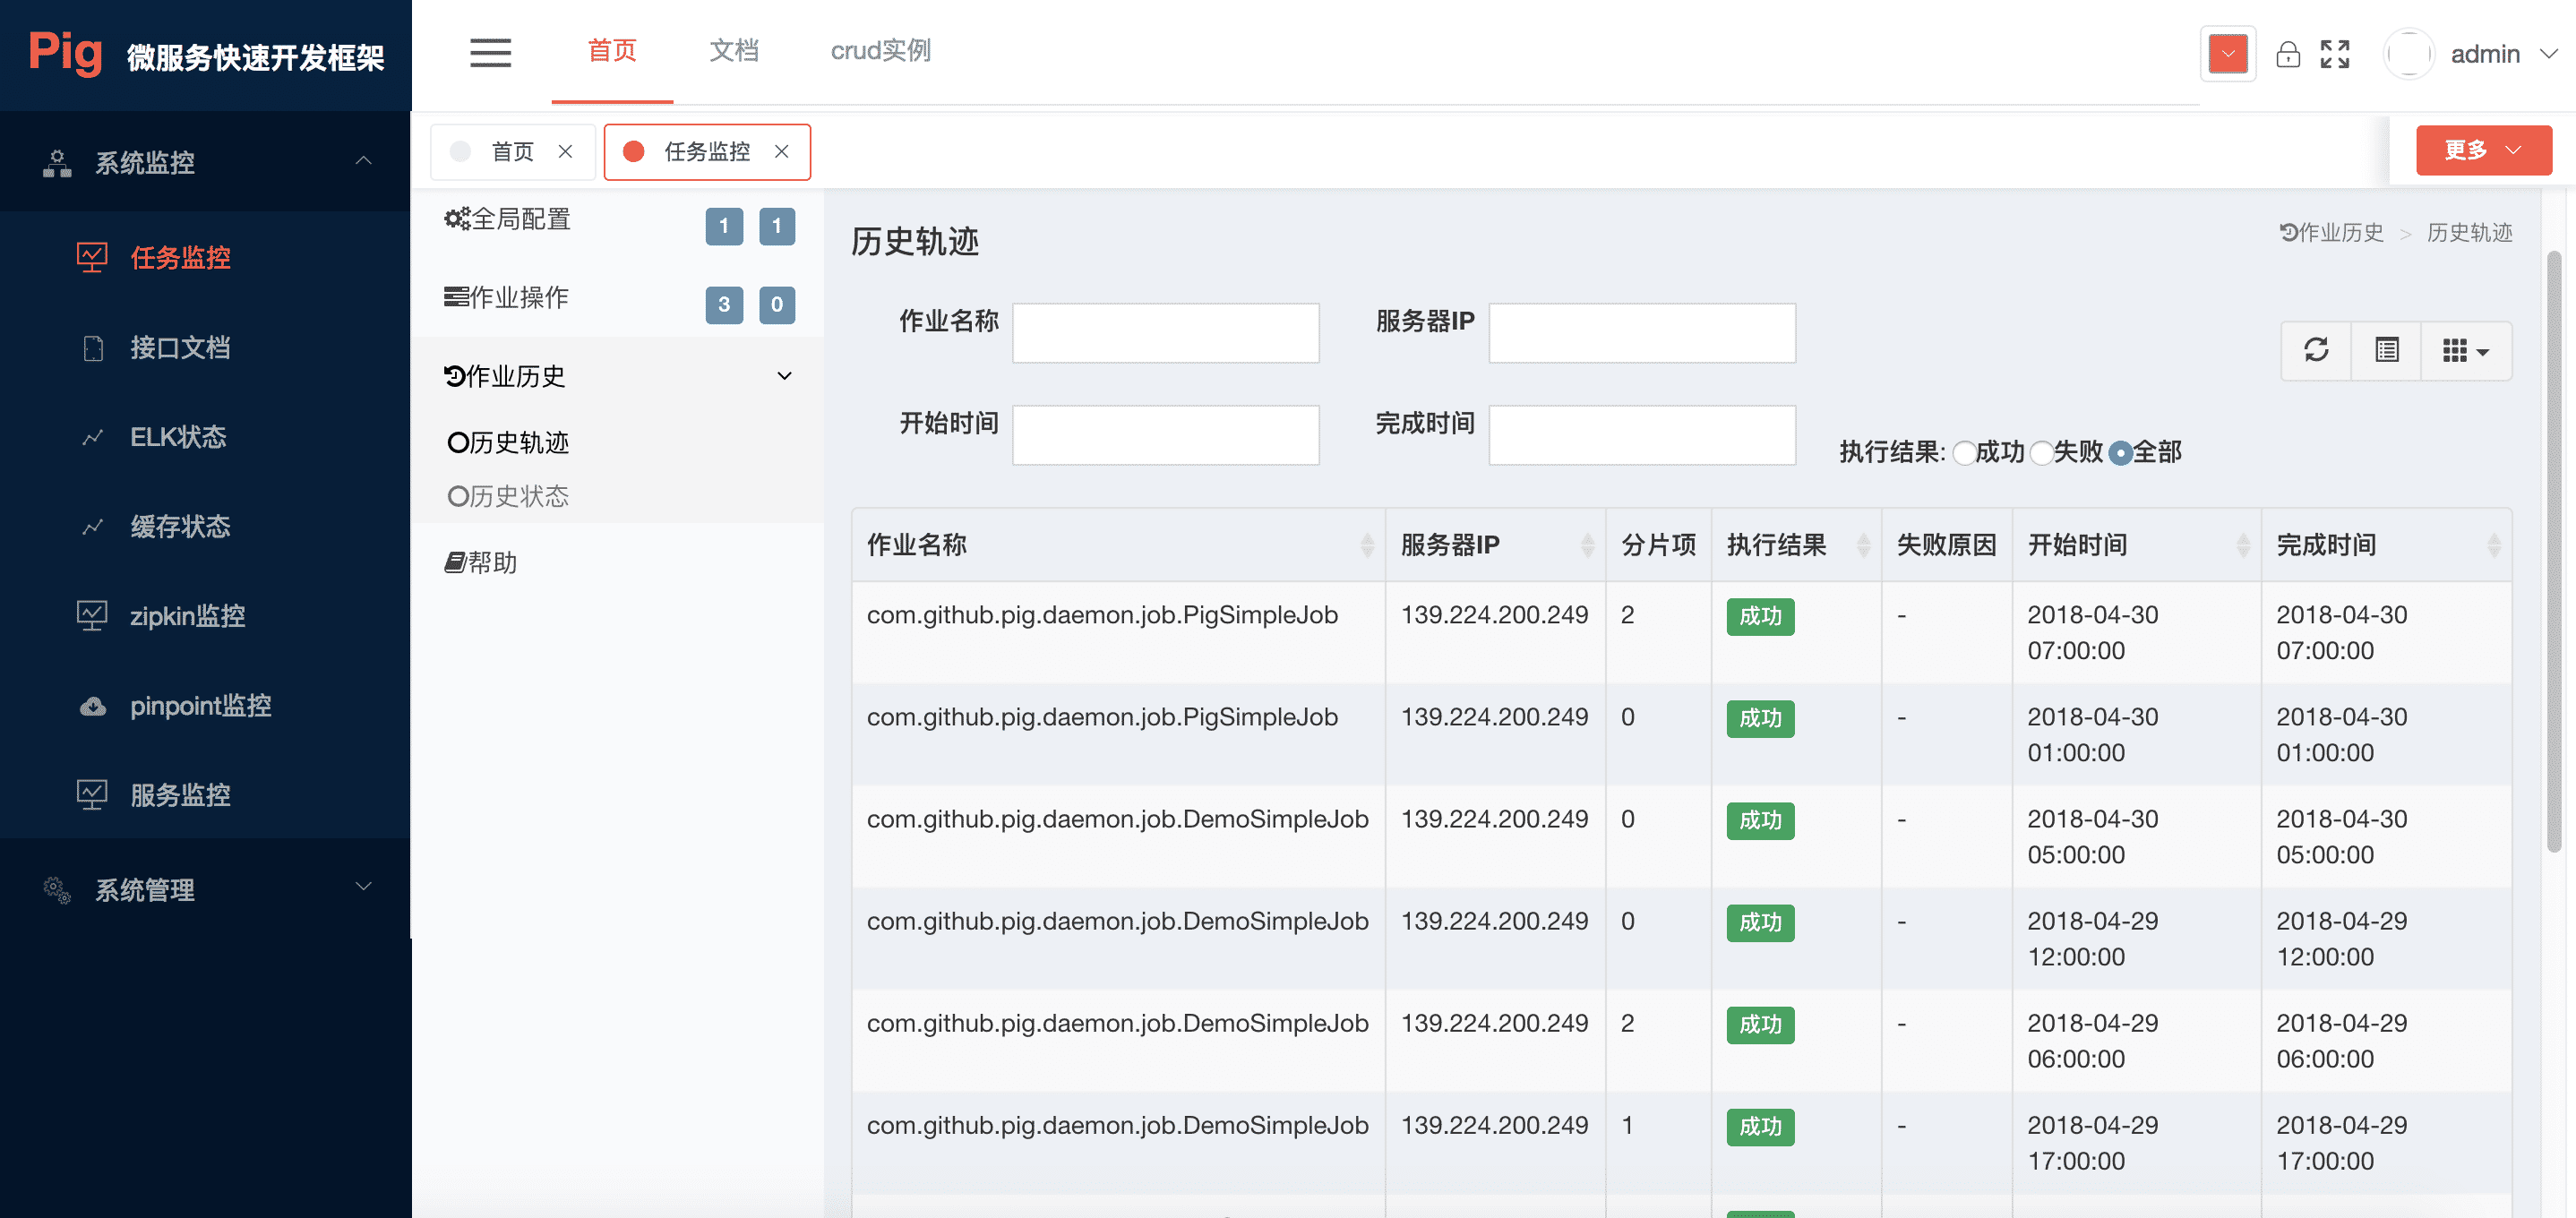 Pig 微服务快速开发框架
首页 文档 crud实例
admin
首页 任务监控
更多
系统监控
任务监控
接口文档
ELK状态
缓存状态
zipkin监控
pinpoint监控
服务监控
系统管理
全局配置 1 1
作业操作 3 0
作业历史
历史轨迹
历史状态
帮助
历史轨迹
作业历史 > 历史轨迹
作业名称 服务器IP
开始时间 完成时间
执行结果: 成功 失败 全部
作业名称 服务器IP 分片项 执行结果 失败原因 开始时间 完成时间
com.github.pig.daemon.job.PigSimpleJob 139.224.200.249 2 成功 - 2018-04-30 2018-04-30
07:00:00 07:00:00
com.github.pig.daemon.job.PigSimpleJob 139.224.200.249 0 成功 - 2018-04-30 2018-04-30
01:00:00 01:00:00
com.github.pig.daemon.job.DemoSimpleJob 139.224.200.249 0 成功 - 2018-04-30 2018-04-30
05:00:00 05:00:00
com.github.pig.daemon.job.DemoSimpleJob 139.224.200.249 0 成功 - 2018-04-29 2018-04-29
12:00:00 12:00:00
com.github.pig.daemon.job.DemoSimpleJob 139.224.200.249 2 成功 - 2018-04-29 2018-04-29
06:00:00 06:00:00
com.github.pig.daemon.job.DemoSimpleJob 139.224.200.249 1 成功 - 2018-04-29 2018-04-29
17:00:00 17:00:00